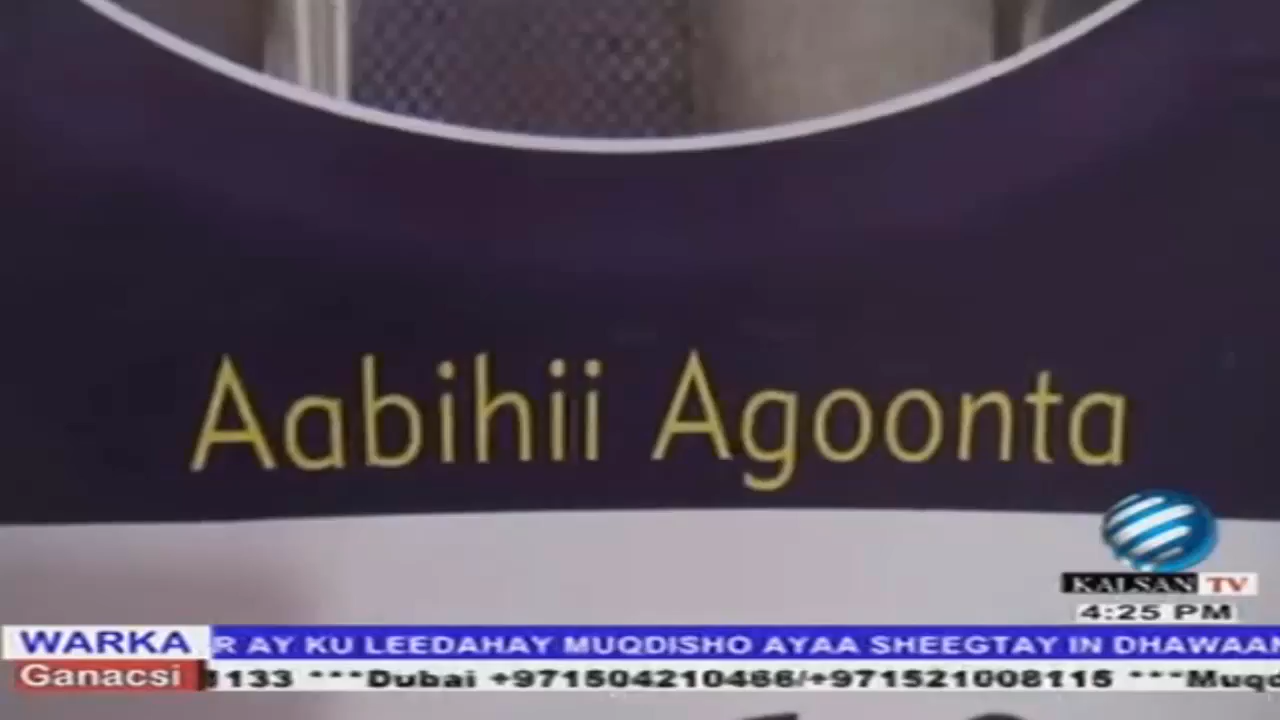 Aabihii Agoonta
KALSAN TV
4:25 PM
WARKA R AY KU LEEDAHAY MUQDISHO AYAA SHEEGTAY IN DHAWAAN
Ganacsi 1133 ***Dubai +971504210466/+971521008115 ***Muqd